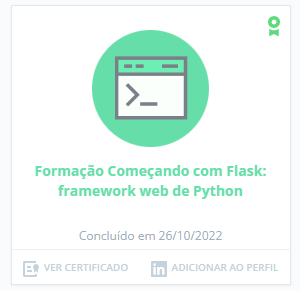 Formação Começando com Flask:
framework web de Python
Concluído em 26/10/2022
VER CERTIFICADO
ADICIONAR AO PERFIL